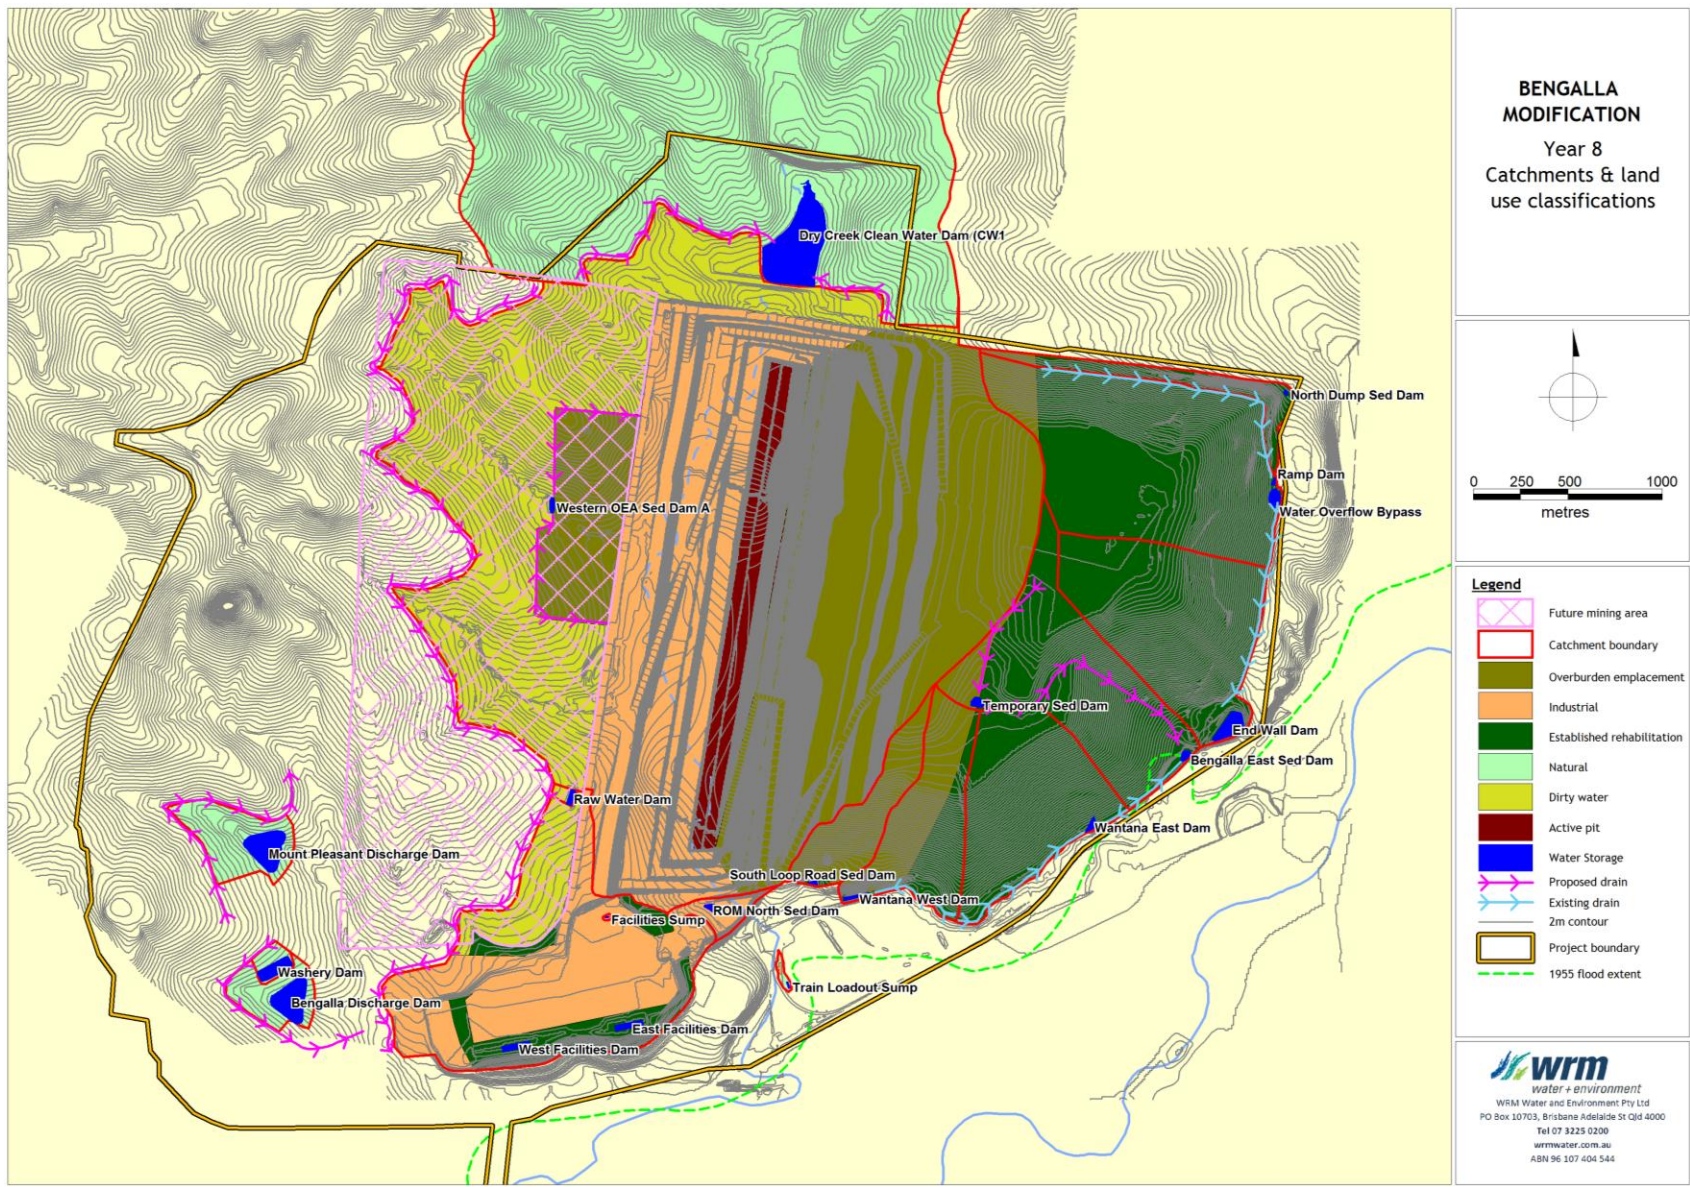 BENGALLA
MODIFICATION
Year 8
Catchments & land
use classifications
Dry Creek Clean Water Dam (CW1
North Dump Sed Dam
Ramp Dam
Water Overflow Bypass
Western OEA Sed Dam A
Temporary Sed Dam
End Wall Dam
Bengalla East Sed Dam
Raw Water Dam
Wantana East Dam
Mount Pleasant Discharge Dam
South Loop Road Sed Dam
Wantana West Dam
ROM North Sed Dam
Facilities Sump
Washery Dam
Train Loadout Sump
Bengalla Discharge Dam
East Facilities Dam
West Facilities Dam
0 250 500 1000
metres
Legend
Future mining area
Catchment boundary
Overburden emplacement
Industrial
Established rehabilitation
Natural
Dirty water
Active pit
Water Storage
Proposed drain
Existing drain
2m contour
Project boundary
1955 flood extent
wrm
water + environment
WRM Water and Environment Pty Ltd
PO Box 10703, Brisbane Adelaide St Qld 4000
Tel 07 3225 0200
wrmwater.com.au
ABN 96 107 404 544